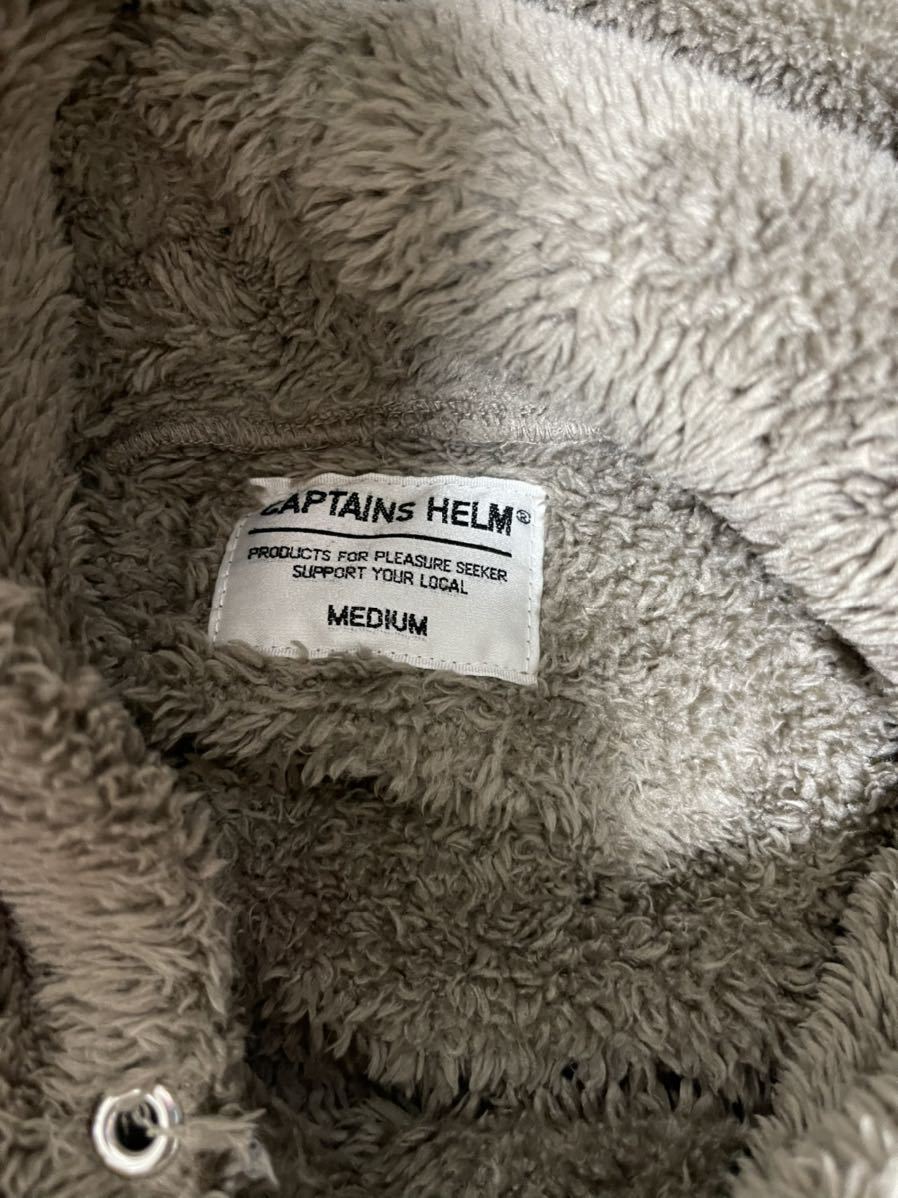 CAPTAINS HELM®
PRODUCTS FOR PLEASURE SEEKER
SUPPORT YOUR LOCAL
MEDIUM